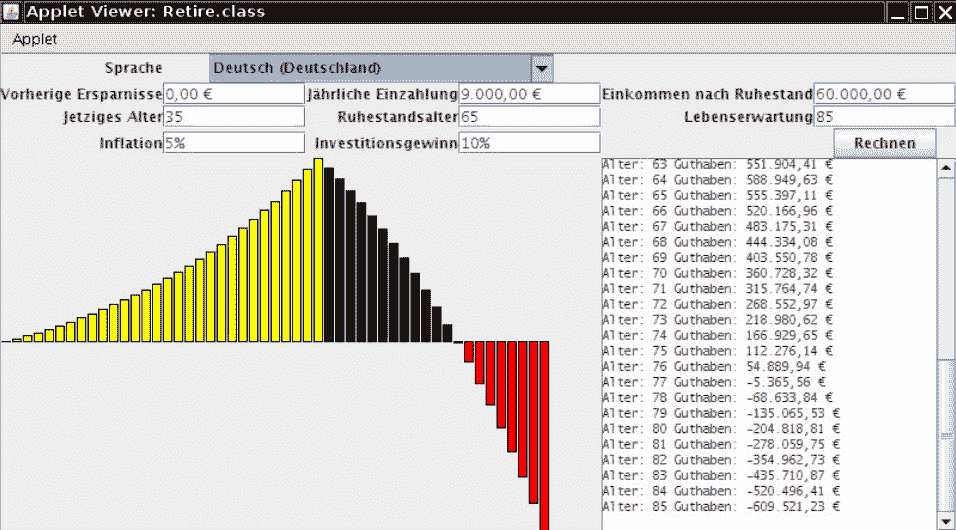 Applet Viewer: Retire.class
Applet
Sprache Deutsch (Deutschland)
Vorherige Ersparnisse 0,00 € Jährliche Einzahlung 9.000,00 € Einkommen nach Ruhestand 60.000,00 €
Jetziges Alter 35 Ruhestandsalter 65 Lebenserwartung 85
Inflation 5% Investitionsgewinn 10% Rechnen
Alter: 63 Guthaben: 551.904,41 €
Alter: 64 Guthaben: 588.949,63 €
Alter: 65 Guthaben: 555.397,11 €
Alter: 66 Guthaben: 520.166,96 €
Alter: 67 Guthaben: 483.175,31 €
Alter: 68 Guthaben: 444.334,08 €
Alter: 69 Guthaben: 403.550,78 €
Alter: 70 Guthaben: 360.728,32 €
Alter: 71 Guthaben: 315.764,74 €
Alter: 72 Guthaben: 268.552,97 €
Alter: 73 Guthaben: 218.980,62 €
Alter: 74 Guthaben: 166.929,65 €
Alter: 75 Guthaben: 112.276,14 €
Alter: 76 Guthaben: 54.889,94 €
Alter: 77 Guthaben: -5.365,56 €
Alter: 78 Guthaben: -68.633,84 €
Alter: 79 Guthaben: -135.065,53 €
Alter: 80 Guthaben: -204.818,81 €
Alter: 81 Guthaben: -278.059,75 €
Alter: 82 Guthaben: -354.962,73 €
Alter: 83 Guthaben: -435.710,87 €
Alter: 84 Guthaben: -520.496,41 €
Alter: 85 Guthaben: -609.521,23 €